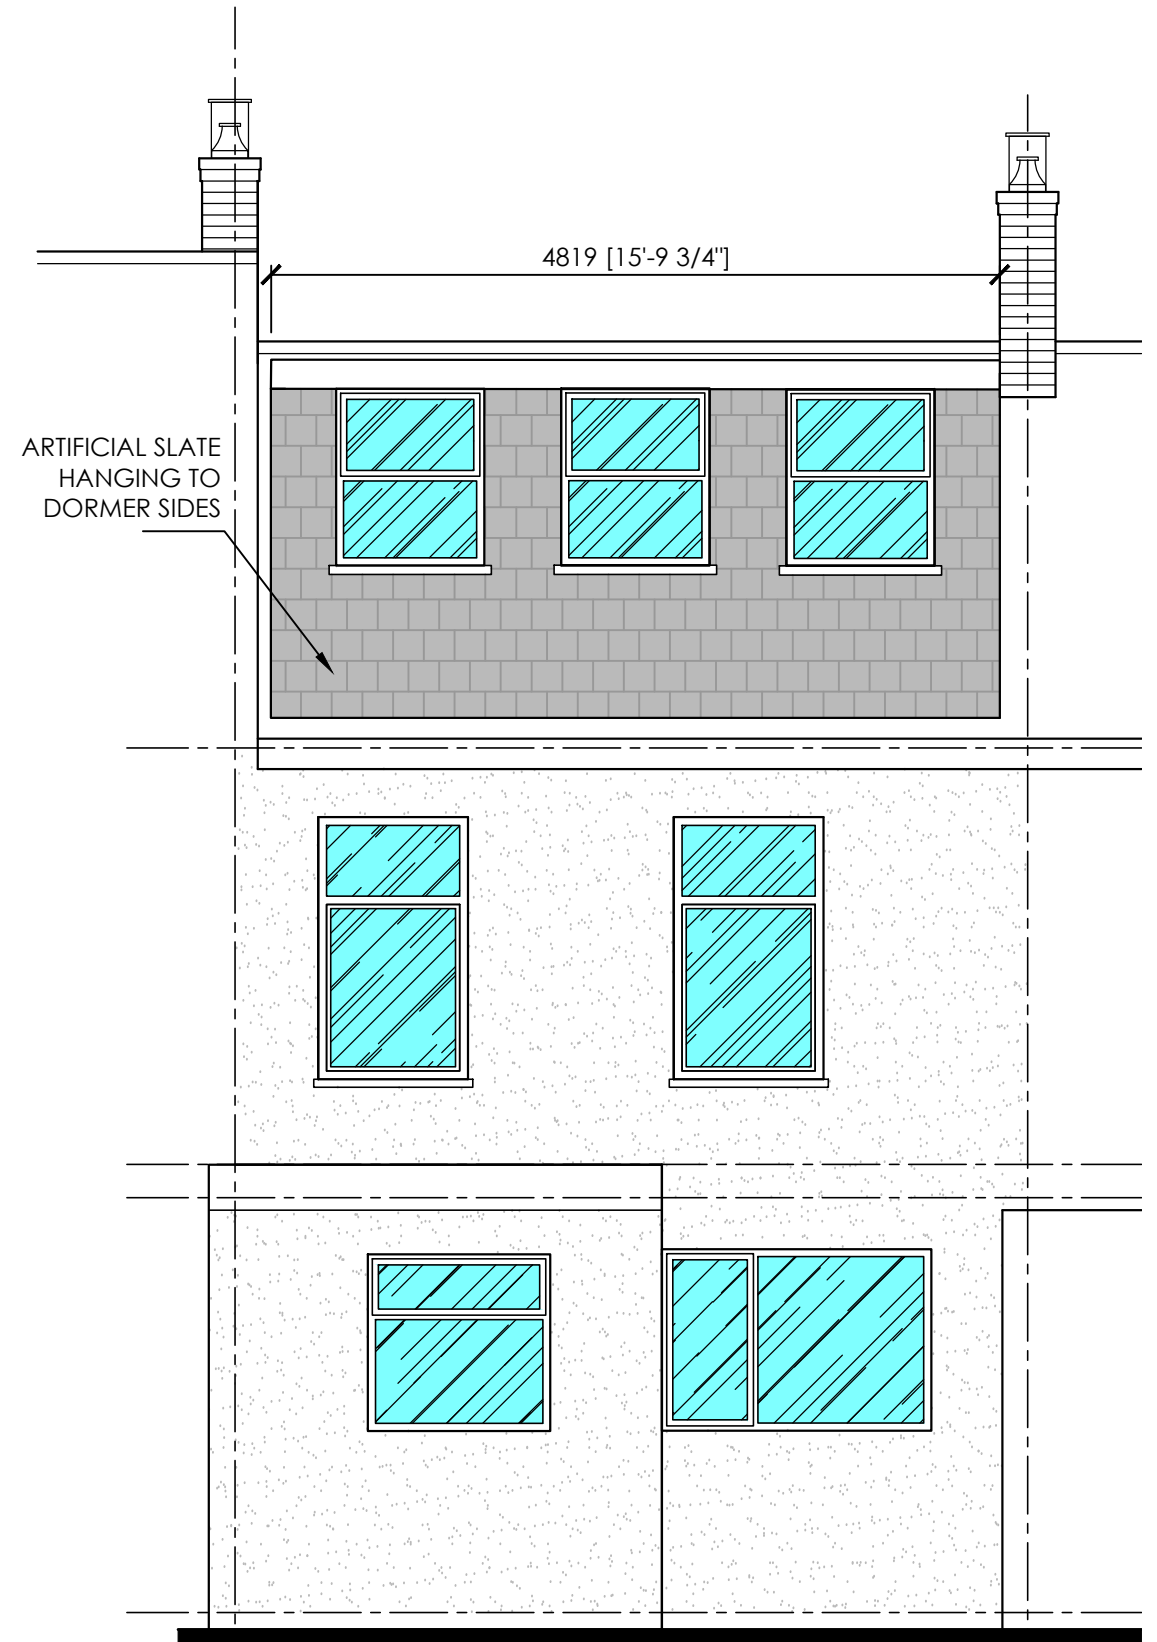 4819 [15'-9 3/4"]
ARTIFICIAL SLATE
HANGING TO
DORMER SIDES